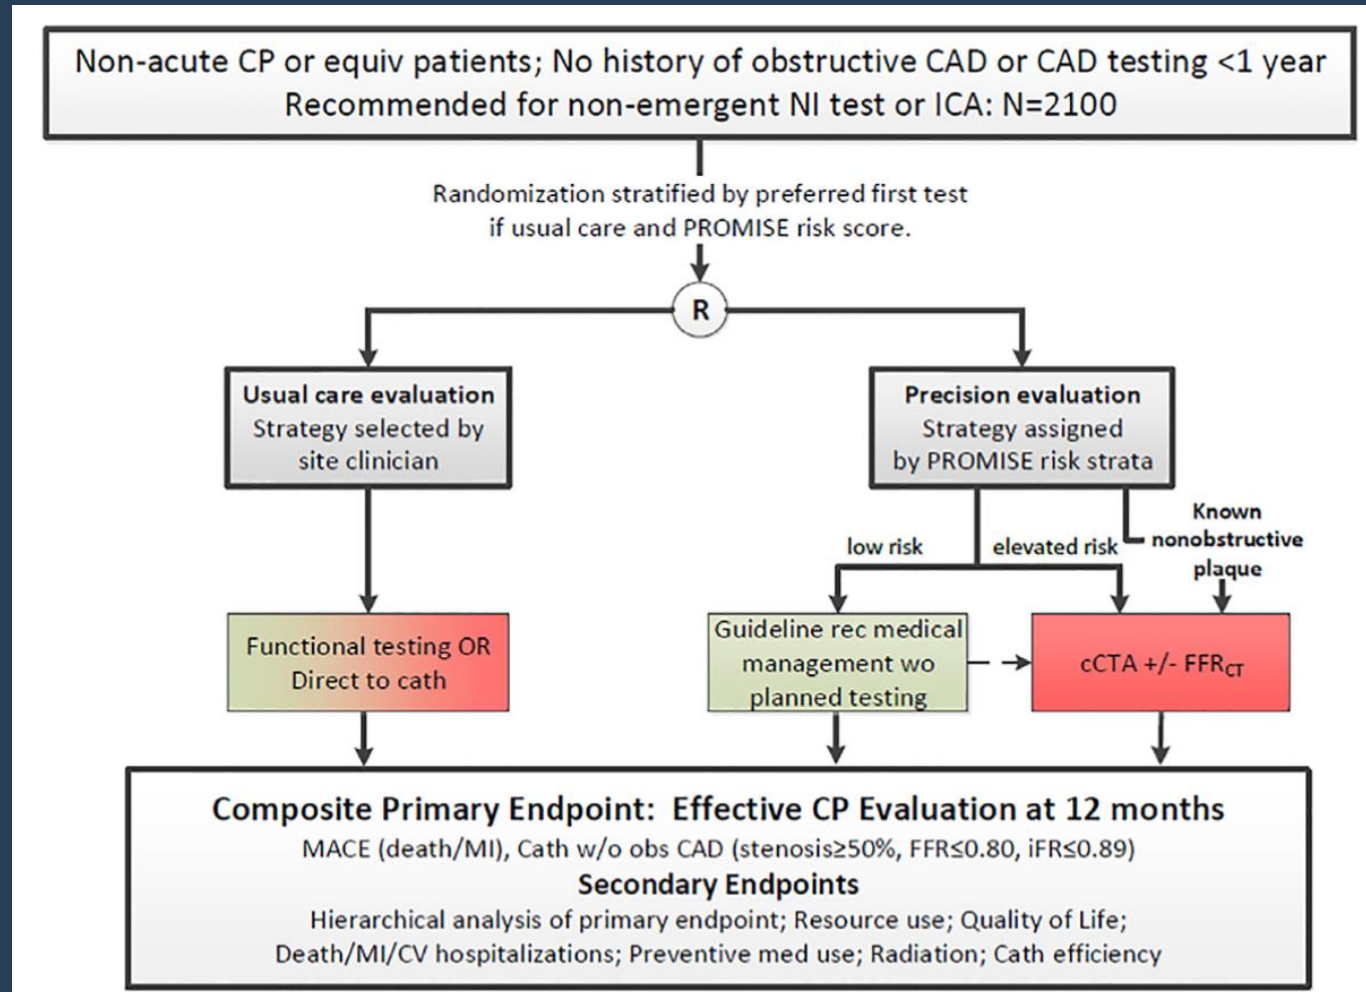 Non-acute CP or equiv patients; No history of obstructive CAD or CAD testing <1 year
Recommended for non-emergent NI test or ICA: N=2100
Randomization stratified by preferred first test
if usual care and PROMISE risk score.
R
Usual care evaluation
Strategy selected by
site clinician
Precision evaluation
Strategy assigned
by PROMISE risk strata
low risk
elevated risk
Known
nonobstructive
plaque
Functional testing OR
Direct to cath
Guideline rec medical
management wo
planned testing
cCTA +/- FFRCT
Composite Primary Endpoint: Effective CP Evaluation at 12 months
MACE (death/MI), Cath w/o obs CAD (stenosis≥50%, FFR≤0.80, iFR≤0.89)
Secondary Endpoints
Hierarchical analysis of primary endpoint; Resource use; Quality of Life;
Death/MI/CV hospitalizations; Preventive med use; Radiation; Cath efficiency